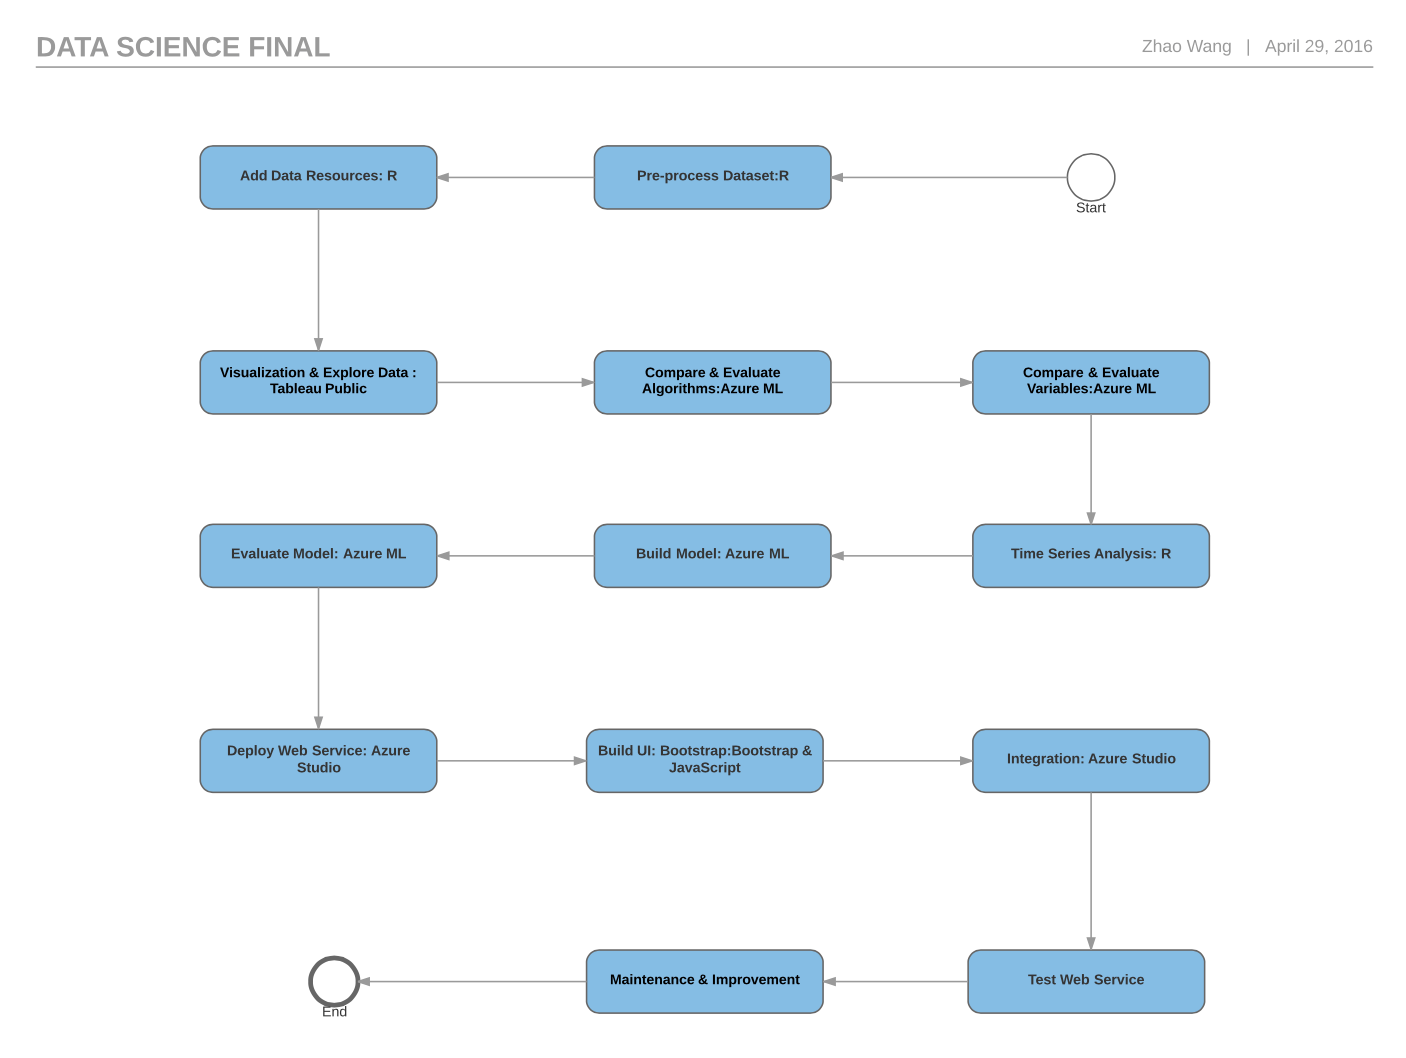 DATA SCIENCE FINAL
Zhao Wang | April 29, 2016
Add Data Resources: R
Pre-process Dataset:R
Start
Visualization & Explore Data :
Tableau Public
Compare & Evaluate
Algorithms:Azure ML
Compare & Evaluate
Variables:Azure ML
Evaluate Model: Azure ML
Build Model: Azure ML
Time Series Analysis: R
Deploy Web Service: Azure
Studio
Build UI: Bootstrap:Bootstrap &
JavaScript
Integration: Azure Studio
End
Maintenance & Improvement
Test Web Service